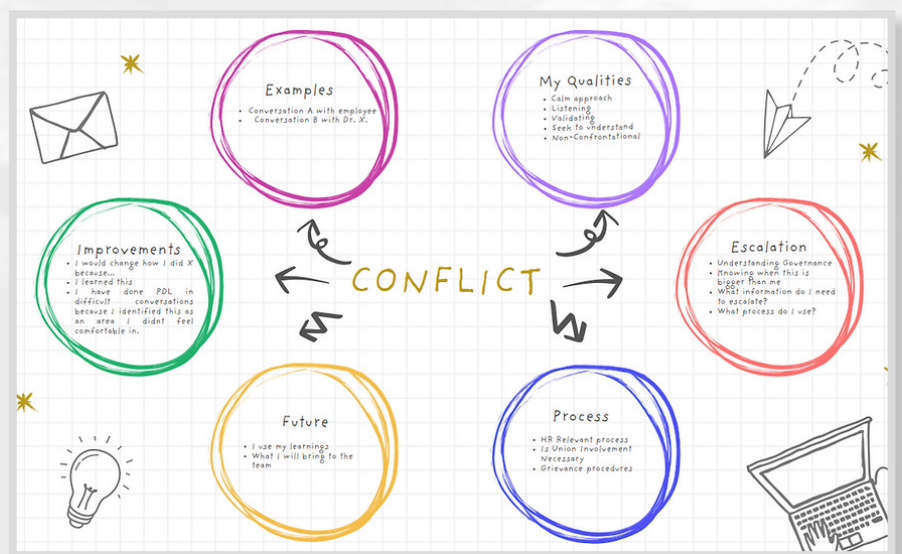 Examples
• Conversation A with employee
• Conversation B with Dr. X.
My Qualities
• Calm approach
• Listening
• Validating
• Seek to understand
• Non-Confrontational
Improvements
• I would change how I did X
because...
• I learned this
• I have done PDL in
difficult conversations
because I identified this as
an area I didnt feel
comfortable in.
CONFLICT
Escalation
• Understanding Governance
• Knowing when this is
bigger than me
• What information do I need
to escalate?
• What process do I use?
Future
• I use my learnings
• What I will bring to the
team
Process
• HR Relevant process
• Is Union Involvement
Necessary
• Grievance procedures